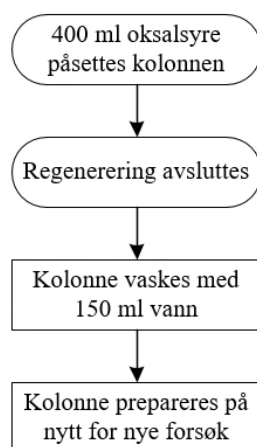 400 ml oksalsyre
påsettes kolonnen
Regenerering avsluttes
Kolonne vaskes med
150 ml vann
Kolonne prepareres på
nytt for nye forsøk